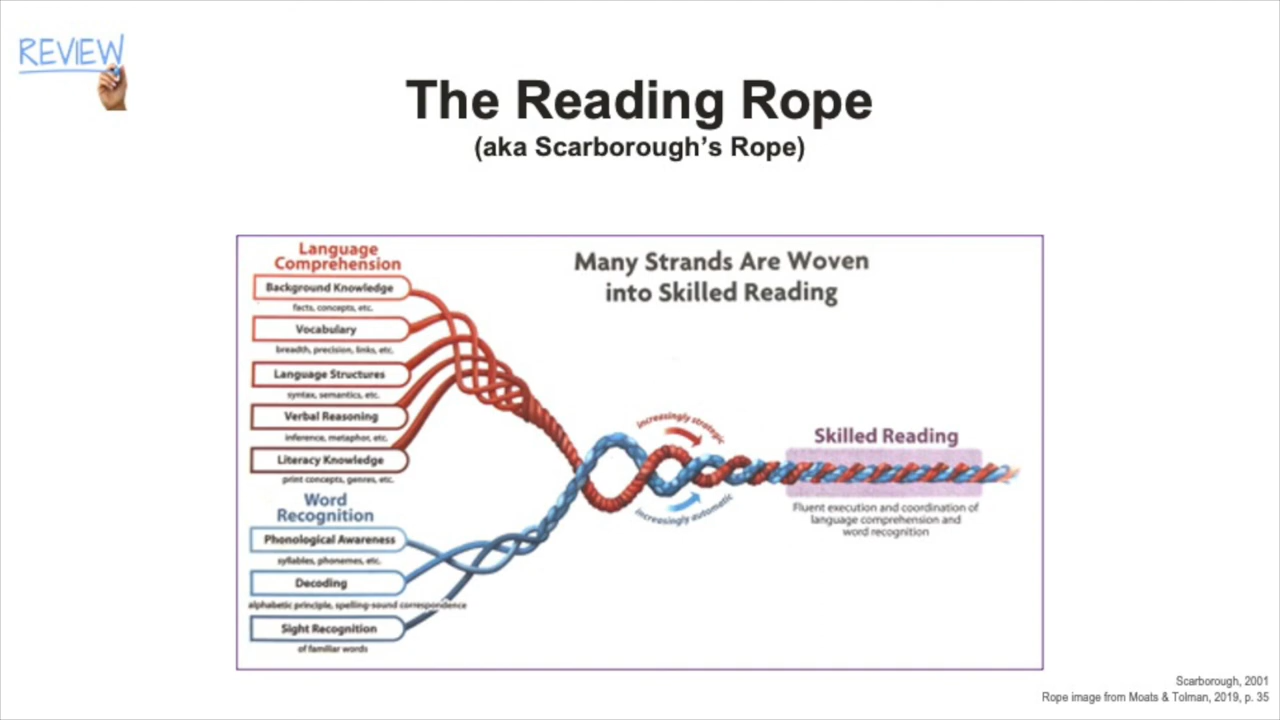 REVIEW
The Reading Rope
(aka Scarborough's Rope)
Many Strands Are Woven
into Skilled Reading
Language
Comprehension
Background Knowledge
facts, concepts, etc.
Vocabulary
breadth, precision, links, etc.
Language Structures
syntax, semantics, etc.
Verbal Reasoning
inference, metaphor, etc.
Literacy Knowledge
print concepts, genres, etc.
Word
Recognition
Phonological Awareness
syllables, phonemes, etc.
Decoding
alphabetic principle, spelling-sound correspondence
Sight Recognition
of familiar words
increasingly strategic
increasingly automatic
Skilled Reading
Fluent execution and coordination of
language comprehension and
word recognition
Scarborough, 2001
Rope image from Moats & Tolman, 2019, p. 35